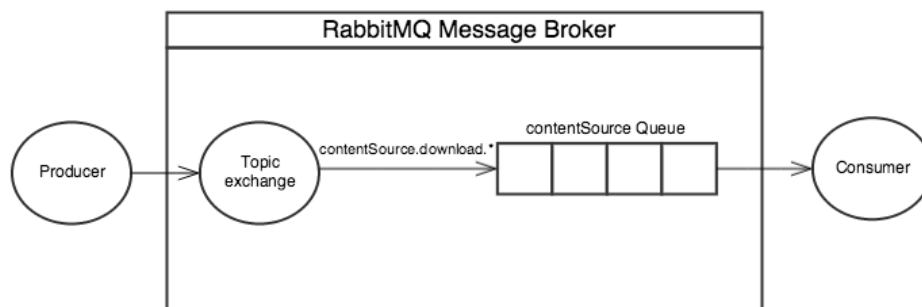 RabbitMQ Message Broker
Producer
Topic
exchange
contentSource.download.*
contentSource Queue
Consumer